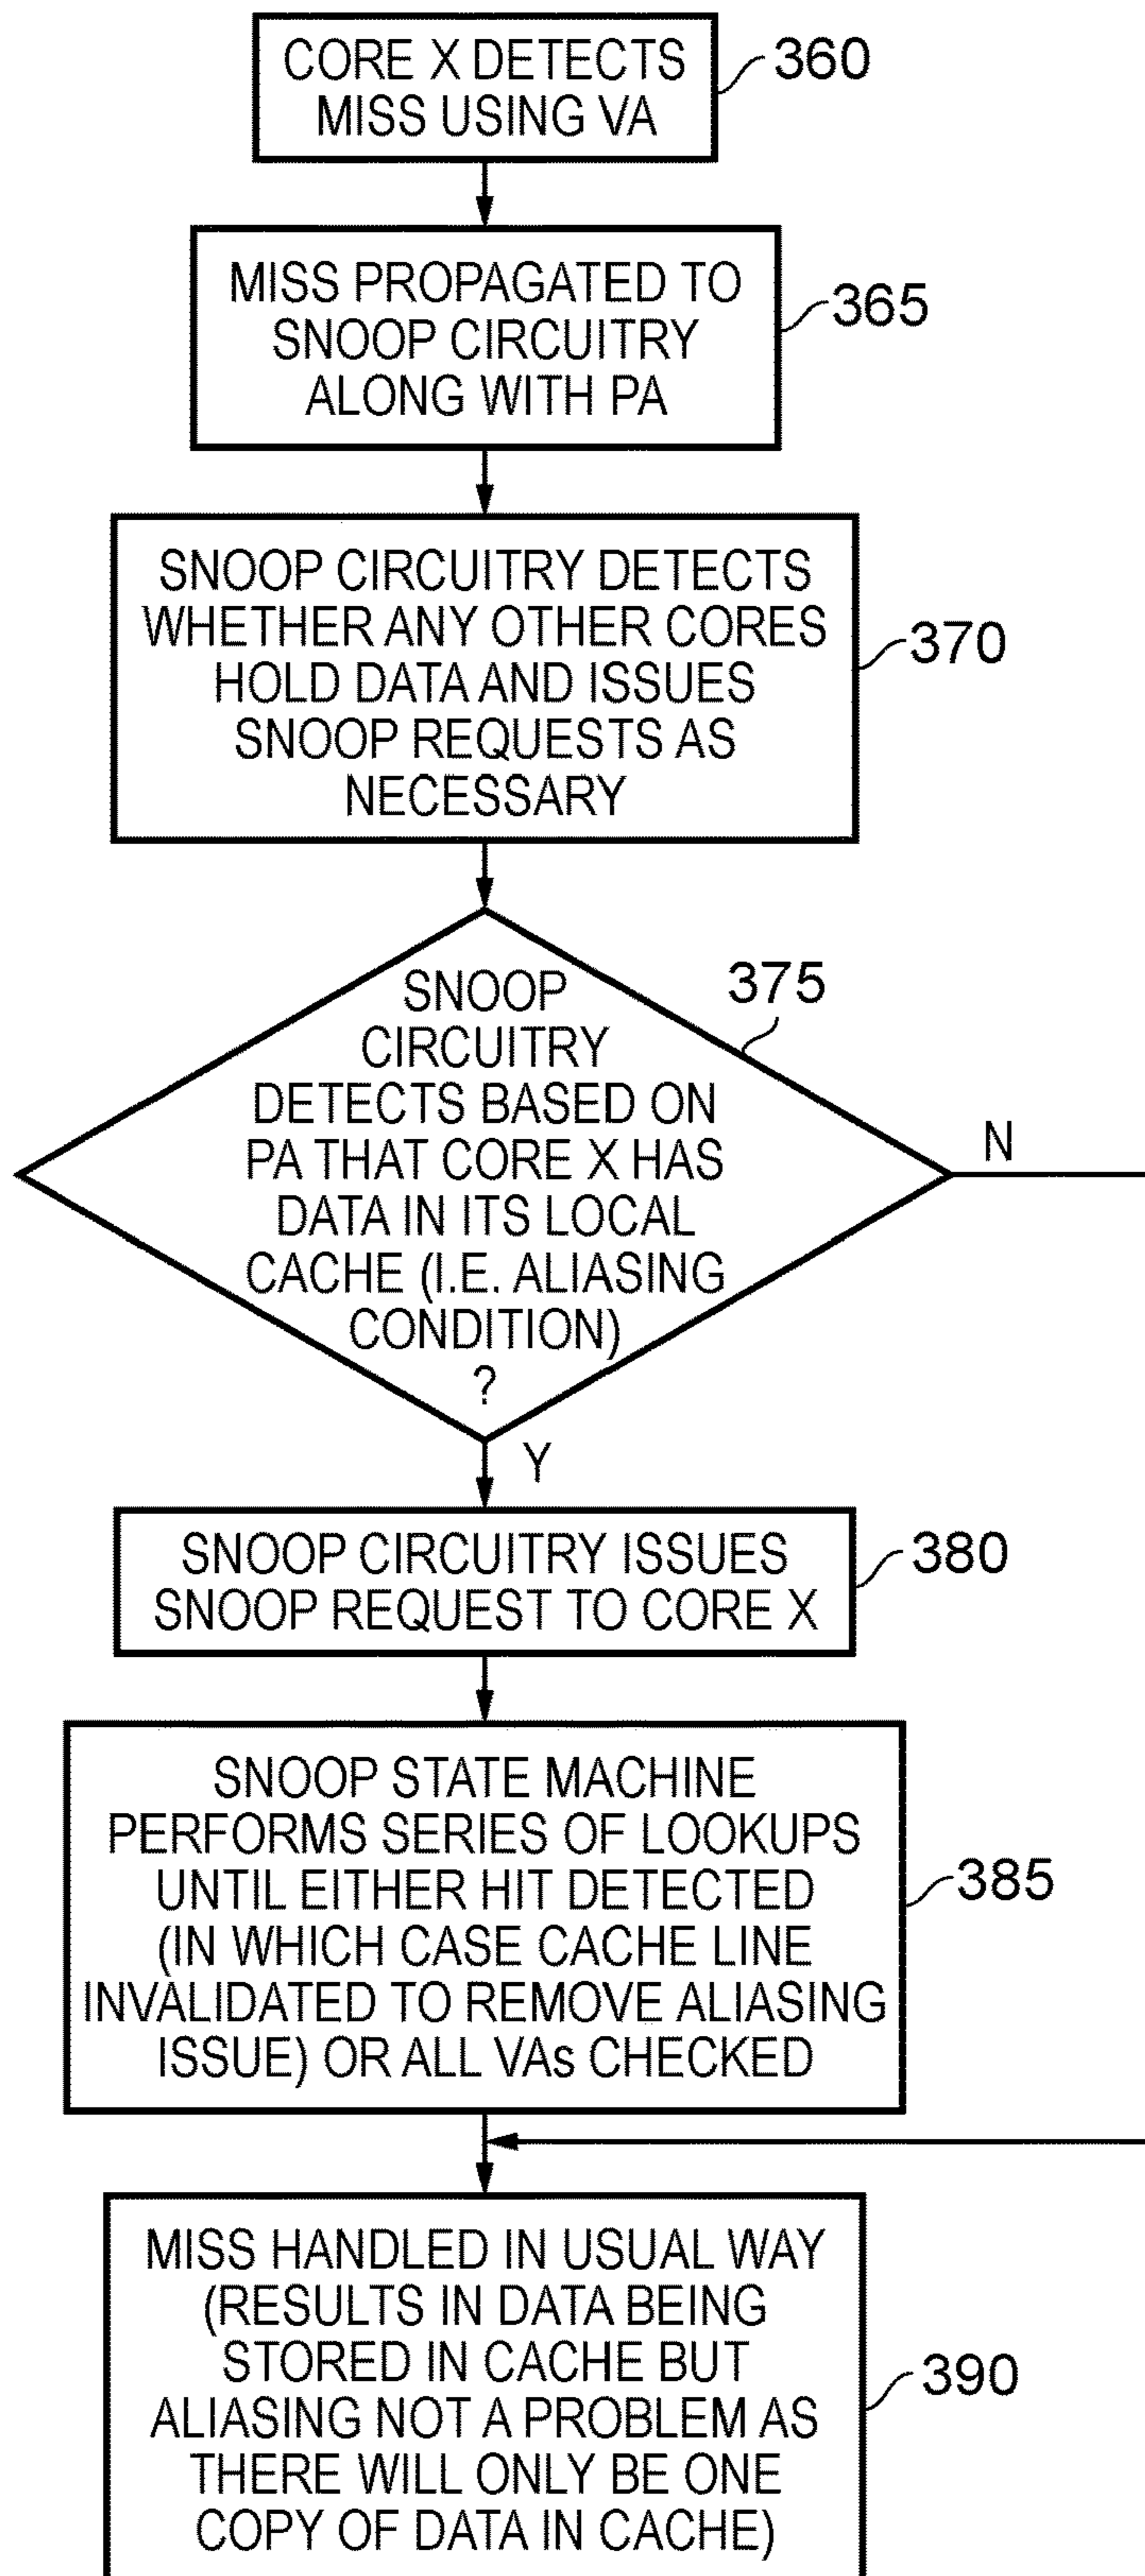 CORE X DETECTS
MISS USING VA
360
MISS PROPAGATED TO
SNOOP CIRCUITRY
ALONG WITH PA
365
SNOOP CIRCUITRY DETECTS
WHETHER ANY OTHER CORES
HOLD DATA AND ISSUES
SNOOP REQUESTS AS
NECESSARY
370
SNOOP
CIRCUITRY
DETECTS BASED ON
PA THAT CORE X HAS
DATA IN ITS LOCAL
CACHE (I.E. ALIASING
CONDITION)
?
375
N
Y
SNOOP CIRCUITRY ISSUES
SNOOP REQUEST TO CORE X
380
SNOOP STATE MACHINE
PERFORMS SERIES OF LOOKUPS
UNTIL EITHER HIT DETECTED
(IN WHICH CASE CACHE LINE
INVALIDATED TO REMOVE ALIASING
ISSUE) OR ALL VAs CHECKED
385
MISS HANDLED IN USUAL WAY
(RESULTS IN DATA BEING
STORED IN CACHE BUT
ALIASING NOT A PROBLEM AS
THERE WILL ONLY BE ONE
COPY OF DATA IN CACHE)
390